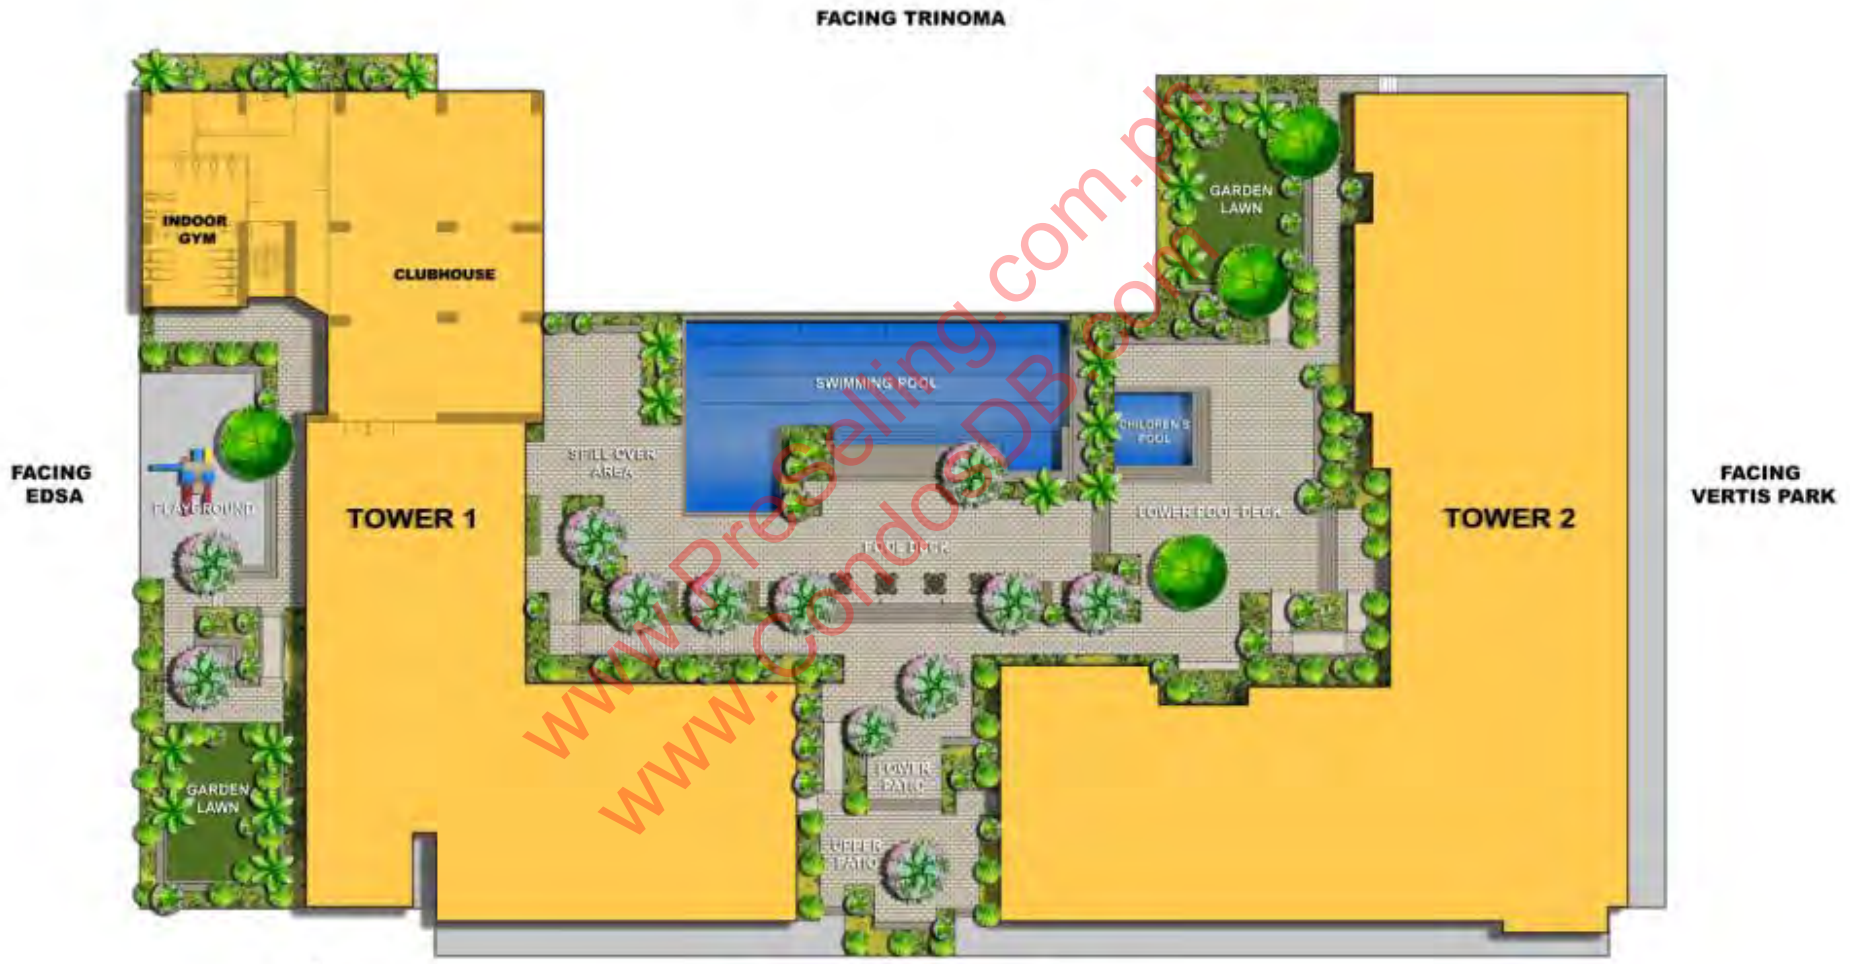 FACING TRINOMA
GARDEN
LAWN
INDOOR
GYM
CLUBHOUSE
SWIMMING POOL
CHILDREN'S
POOL
SPILL OVER
AREA
FACING
EDSA
PLAYGROUND
TOWER 1
LOWER POOL DECK
TOWER 2
FACING
VERTIS PARK
POOL DECK
LOWER
PATIO
GARDEN
LAWN
UPPER
PATIO
www.PreSelling.com.ph
www.CondosDB.com